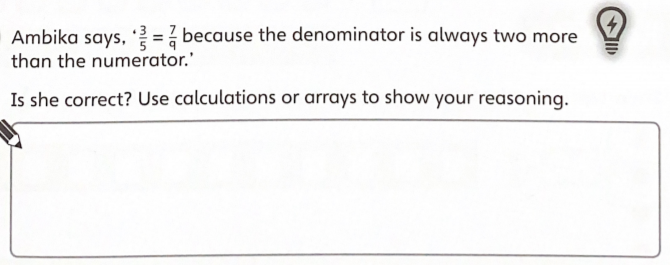 Ambika says, '3/5 = 7/9 because the denominator is always two more
than the numerator.'
Is she correct? Use calculations or arrays to show your reasoning.